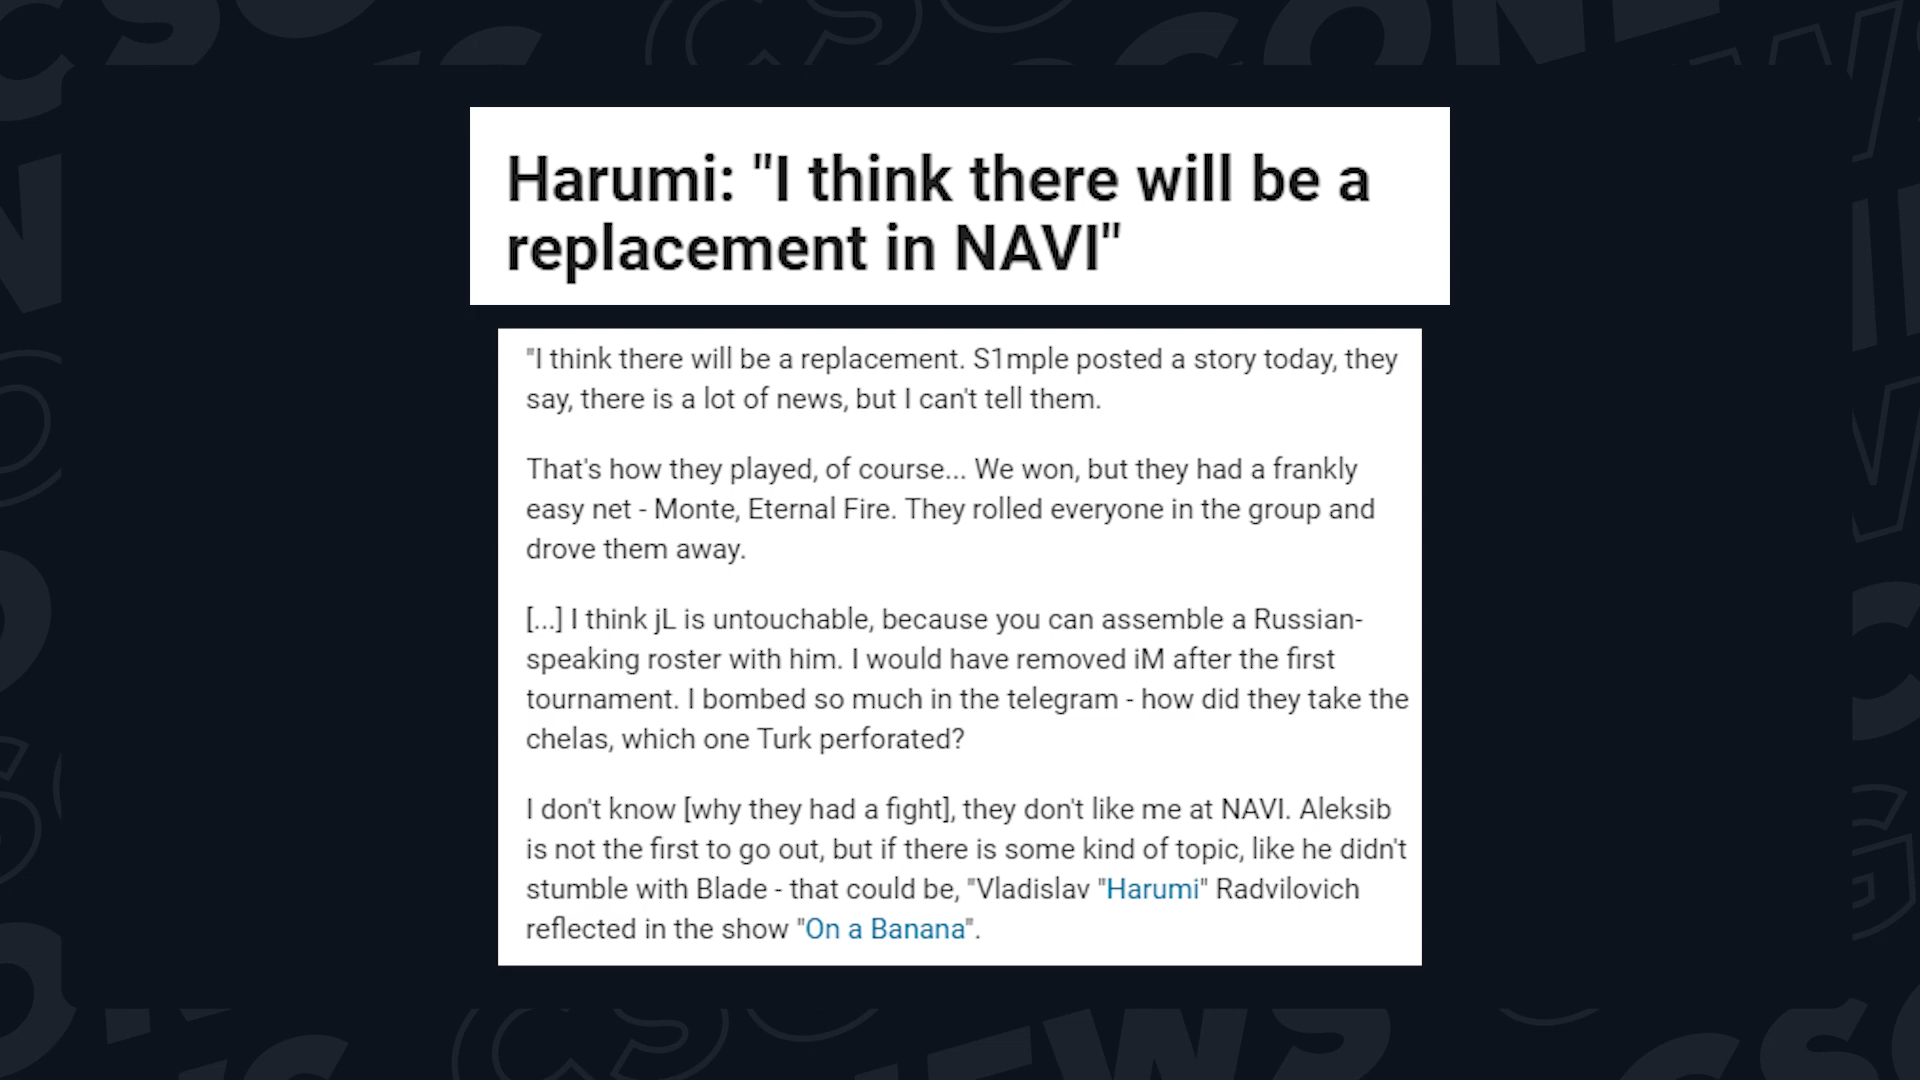 Harumi: "I think there will be a
replacement in NAVI"
"I think there will be a replacement. S1mple posted a story today, they
say, there is a lot of news, but I can't tell them.
That's how they played, of course... We won, but they had a frankly
easy net - Monte, Eternal Fire. They rolled everyone in the group and
drove them away.
[...] I think jL is untouchable, because you can assemble a Russian-
speaking roster with him. I would have removed iM after the first
tournament. I bombed so much in the telegram - how did they take the
chelas, which one Turk perforated?
I don't know [why they had a fight], they don't like me at NAVI. Aleksib
is not the first to go out, but if there is some kind of topic, like he didn't
stumble with Blade - that could be, "Vladislav "Harumi" Radvilovich
reflected in the show "On a Banana".